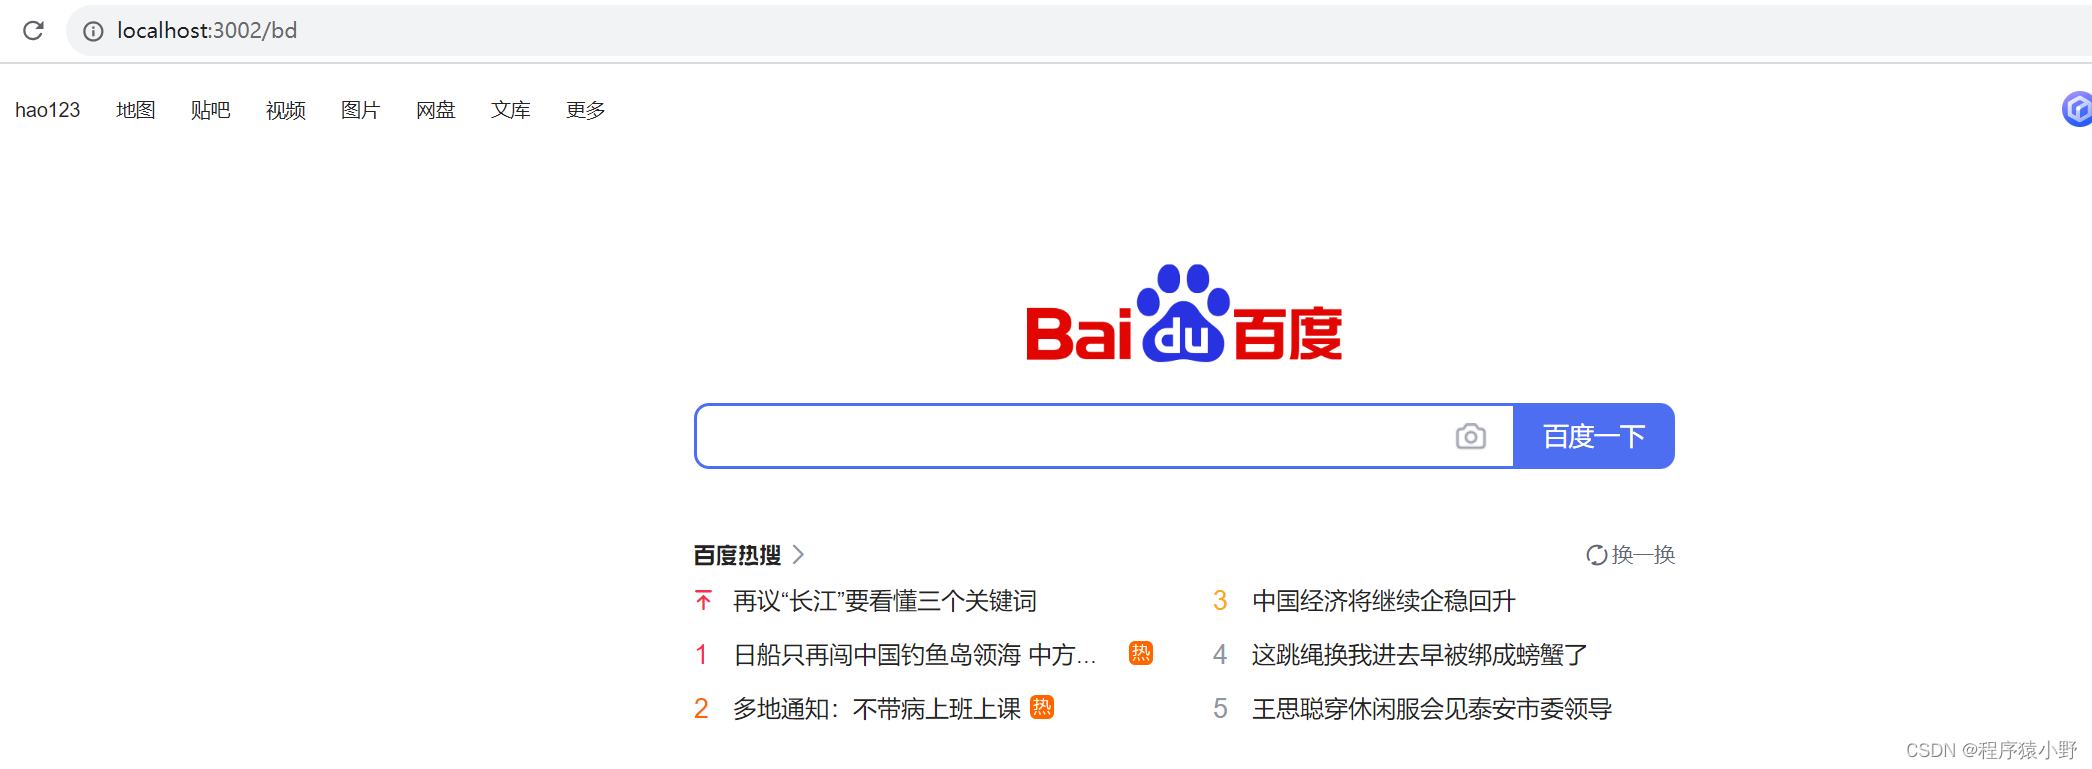 localhost:3002/bd
hao123 地图 贴吧 视频 图片 网盘 文库 更多
Bai du 百度
百度一下
百度热搜 换一换
再议“长江”要看懂三个关键词
3 中国经济将继续企稳回升
1 日船只再闯中国钓鱼岛领海 中方... 热
4 这跳绳换我进去早被绑成螃蟹了
2 多地通知：不带病上班上课 热
5 王思聪穿休闲服会见泰安市委领导
CSDN @程序猿小野